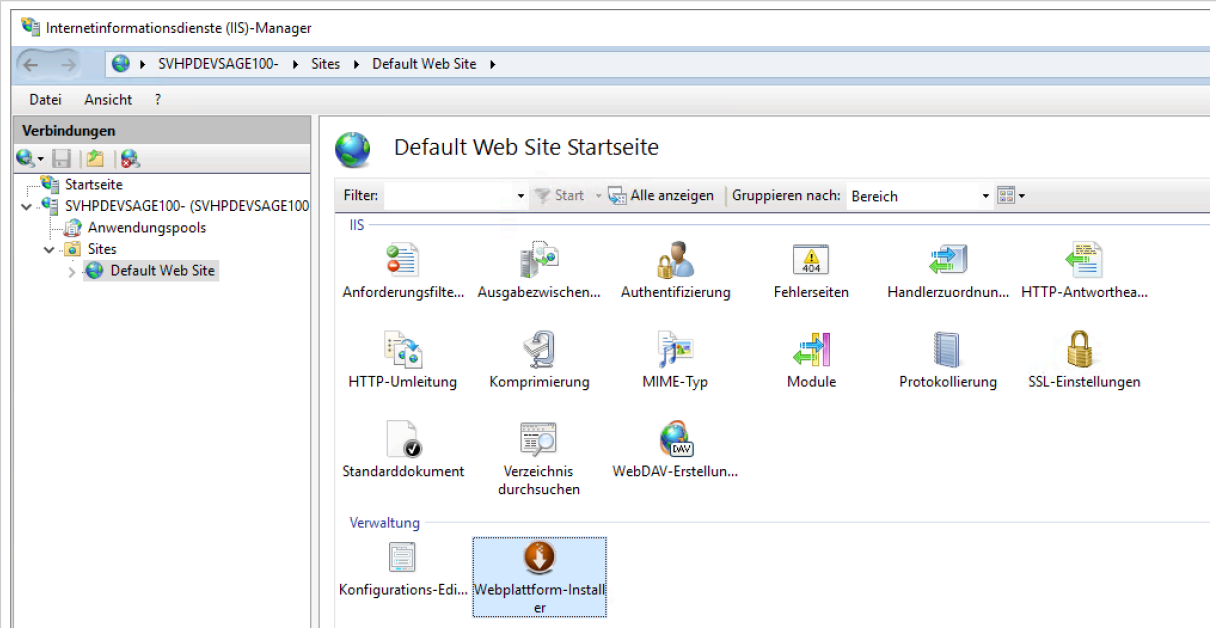 Internetinformationsdienste (IIS)-Manager
SVHPDEVSAGE100- Sites Default Web Site
Datei Ansicht ?
Verbindungen
Startseite
SVHPDEVSAGE100- (SVHPDEVSAGE100
Anwendungspools
Sites
Default Web Site
Default Web Site Startseite
Filter: Start Alle anzeigen Gruppieren nach: Bereich
IIS
Anforderungsfilte... Ausgabezwischen... Authentifizierung Fehlerseiten Handlerzuordnun... HTTP-Antworthea...
404
HTTP-Umleitung Komprimierung MIME-Typ Module Protokollierung SSL-Einstellungen
DAV
Standarddokument Verzeichnis durchsuchen WebDAV-Erstellun...
Verwaltung
Konfigurations-Edi... Webplattform-Install
er